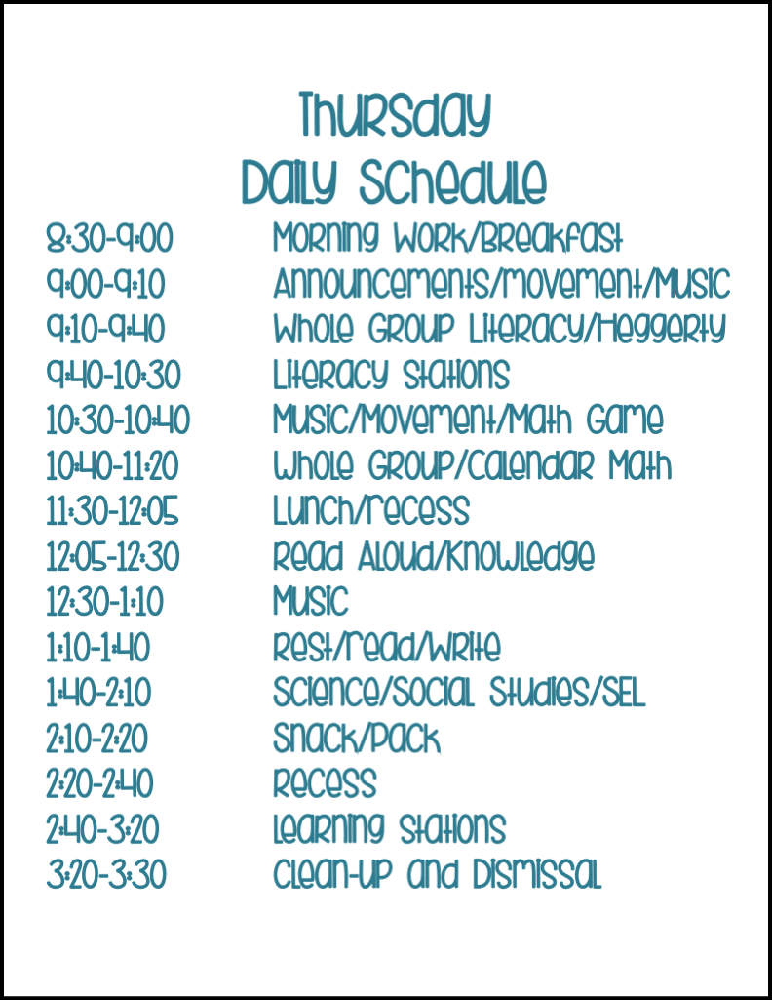 Thursday
Daily Schedule
8:30-9:00 Morning Work/Breakfast
9:00-9:10 Announcements/movement/Music
9:10-9:40 Whole Group Literacy/Heggerty
9:40-10:30 Literacy Stations
10:30-10:40 Music/Movement/Math Game
10:40-11:20 Whole Group/Calendar Math
11:30-12:05 Lunch/recess
12:05-12:30 Read Aloud/Knowledge
12:30-1:10 Music
1:10-1:40 Rest/read/write
1:40-2:10 Science/Social Studies/SEL
2:10-2:20 Snack/Pack
2:20-2:40 Recess
2:40-3:20 Learning Stations
3:20-3:30 Clean-up and Dismissal